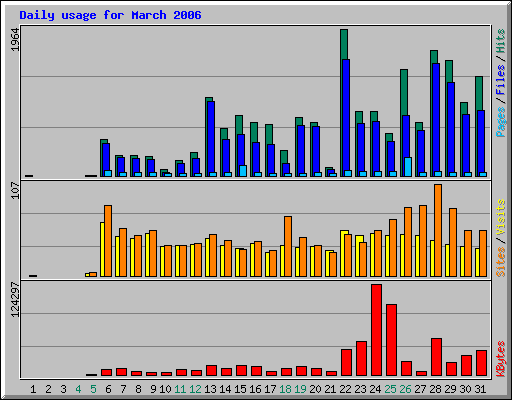 Daily usage for March 2006
1964
Pages / Files / Hits
107
Sites / Visits
124297
KBytes
1 2 3 4 5 6 7 8 9 10 11 12 13 14 15 16 17 18 19 20 21 22 23 24 25 26 27 28 29 30 31